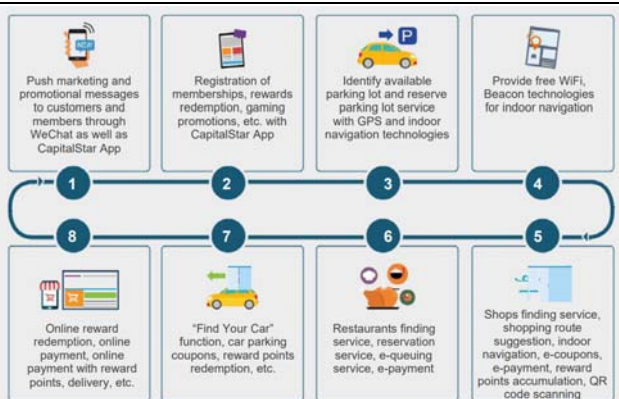 Push marketing and
promotional messages
to customers and
members through
WeChat as well as
CapitalStar App
Registration of
memberships, rewards
redemption, gaming
promotions, etc. with
CapitalStar App
P
Identify available
parking lot and reserve
parking lot service
with GPS and indoor
navigation technologies
Provide free WiFi,
Beacon technologies
for indoor navigation
1
2
3
4
8
7
6
5
Online reward
redemption, online
payment, online
payment with reward
points, delivery, etc.
"Find Your Car"
function, car parking
coupons, reward points
redemption, etc.
Restaurants finding
service, reservation
service, e-queuing
service, e-payment
Shops finding service,
shopping route
suggestion, indoor
navigation, e-coupons,
e-payment, reward
points accumulation, QR
code scanning